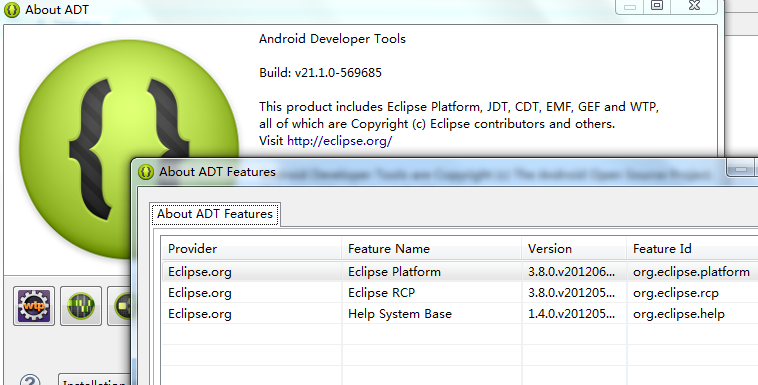 About ADT
Android Developer Tools
Build: v21.1.0-569685
This product includes Eclipse Platform, JDT, CDT, EMF, GEF and WTP,
all of which are Copyright (c) Eclipse contributors and others.
Visit http://eclipse.org/
About ADT Features
Android Developer Tools are Copyright (c) The Android Open Source Project.
About ADT Features
Provider Feature Name Version Feature Id
Eclipse.org Eclipse Platform 3.8.0.v201206... org.eclipse.platform
Eclipse.org Eclipse RCP 3.8.0.v201205... org.eclipse.rcp
Eclipse.org Help System Base 1.4.0.v201205... org.eclipse.help
wtp
Installation